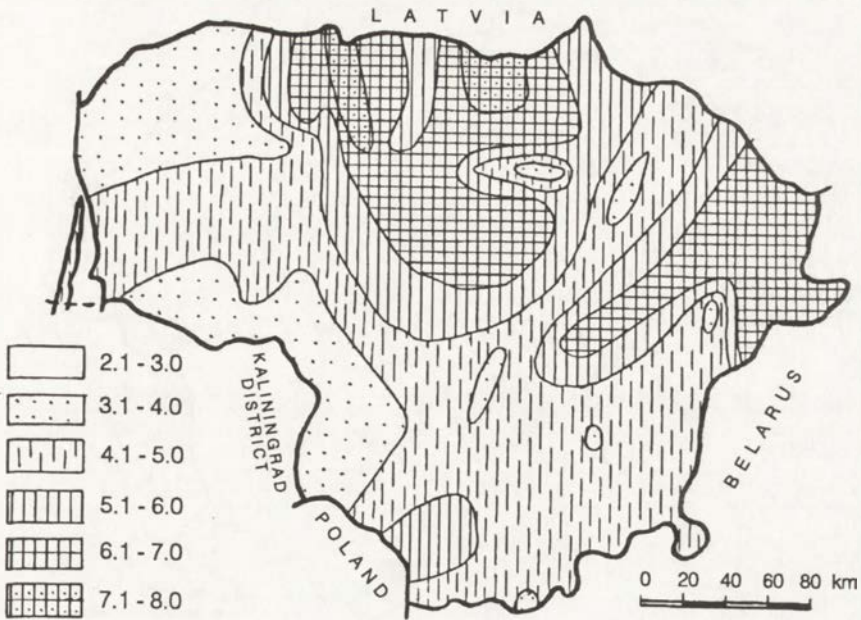 LATVIA
KALININGRAD
DISTRICT
POLAND
BELARUS
2.1 - 3.0
3.1 - 4.0
4.1 - 5.0
5.1 - 6.0
6.1 - 7.0
7.1 - 8.0
0 20 40 60 80 km